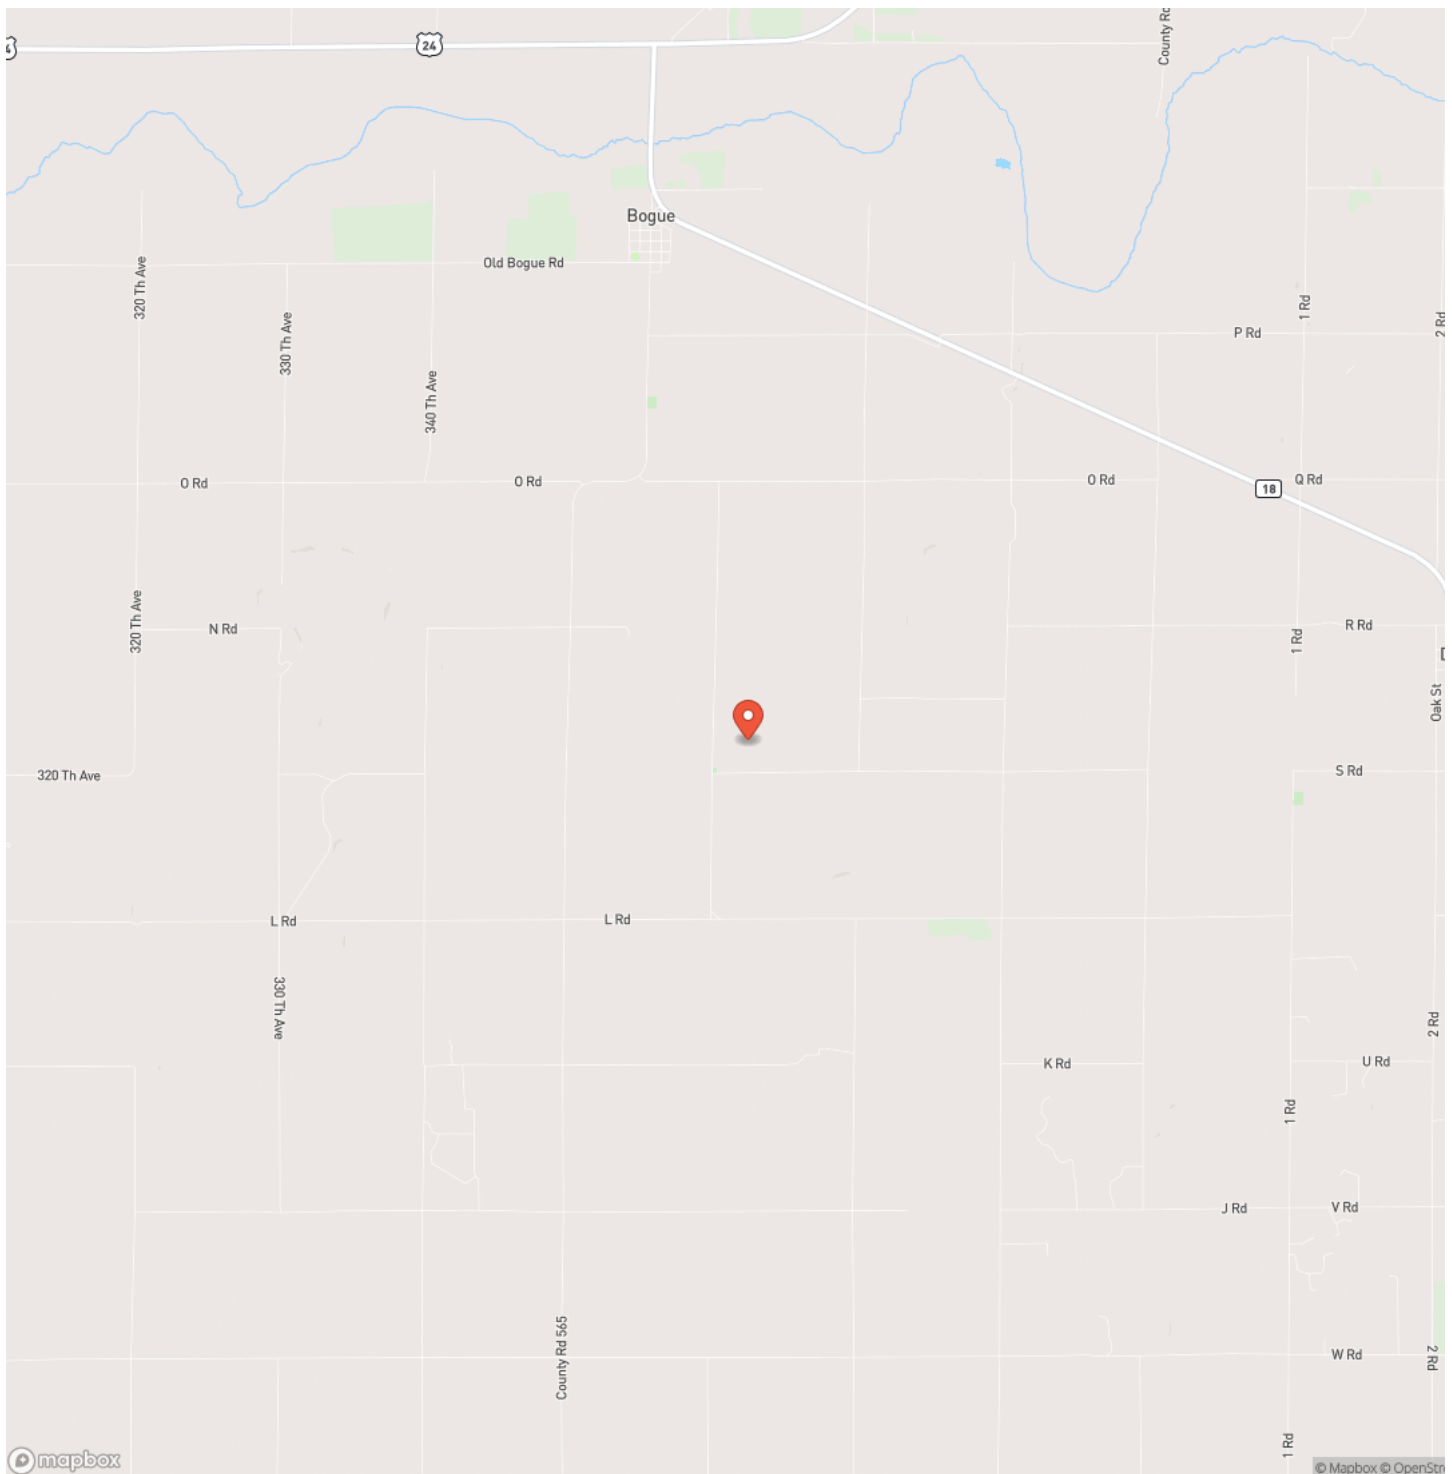 County Rd
4
24
Bogue
Old Bogue Rd
320 Th Ave
330 Th Ave
340 Th Ave
1 Rd
2 Rd
P Rd
O Rd
O Rd
O Rd
18
Q Rd
320 Th Ave
N Rd
1 Rd
R Rd
Oak St
320 Th Ave
S Rd
L Rd
L Rd
330 Th Ave
2 Rd
K Rd
U Rd
1 Rd
J Rd
V Rd
County Rd 565
W Rd
2 Rd
1 Rd
mapbox
© Mapbox © OpenStre